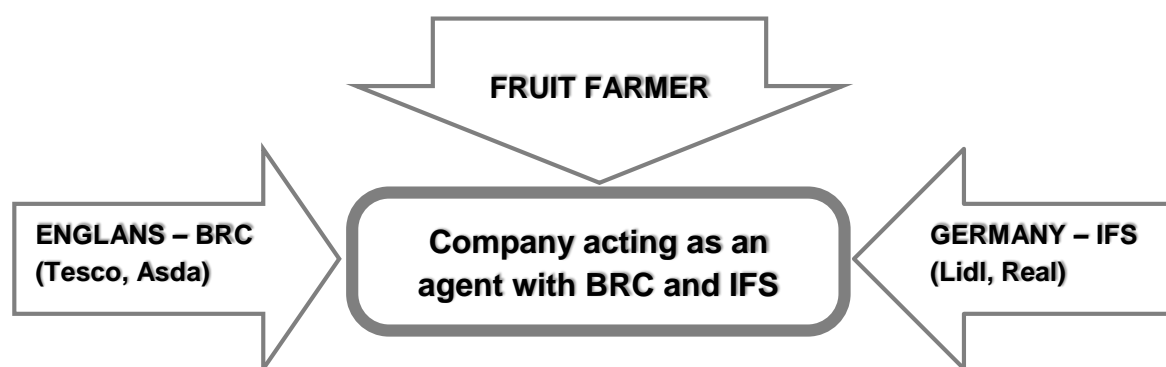 FRUIT FARMER
ENGLANS – BRC
(Tesco, Asda)
Company acting as an
agent with BRC and IFS
GERMANY – IFS
(Lidl, Real)